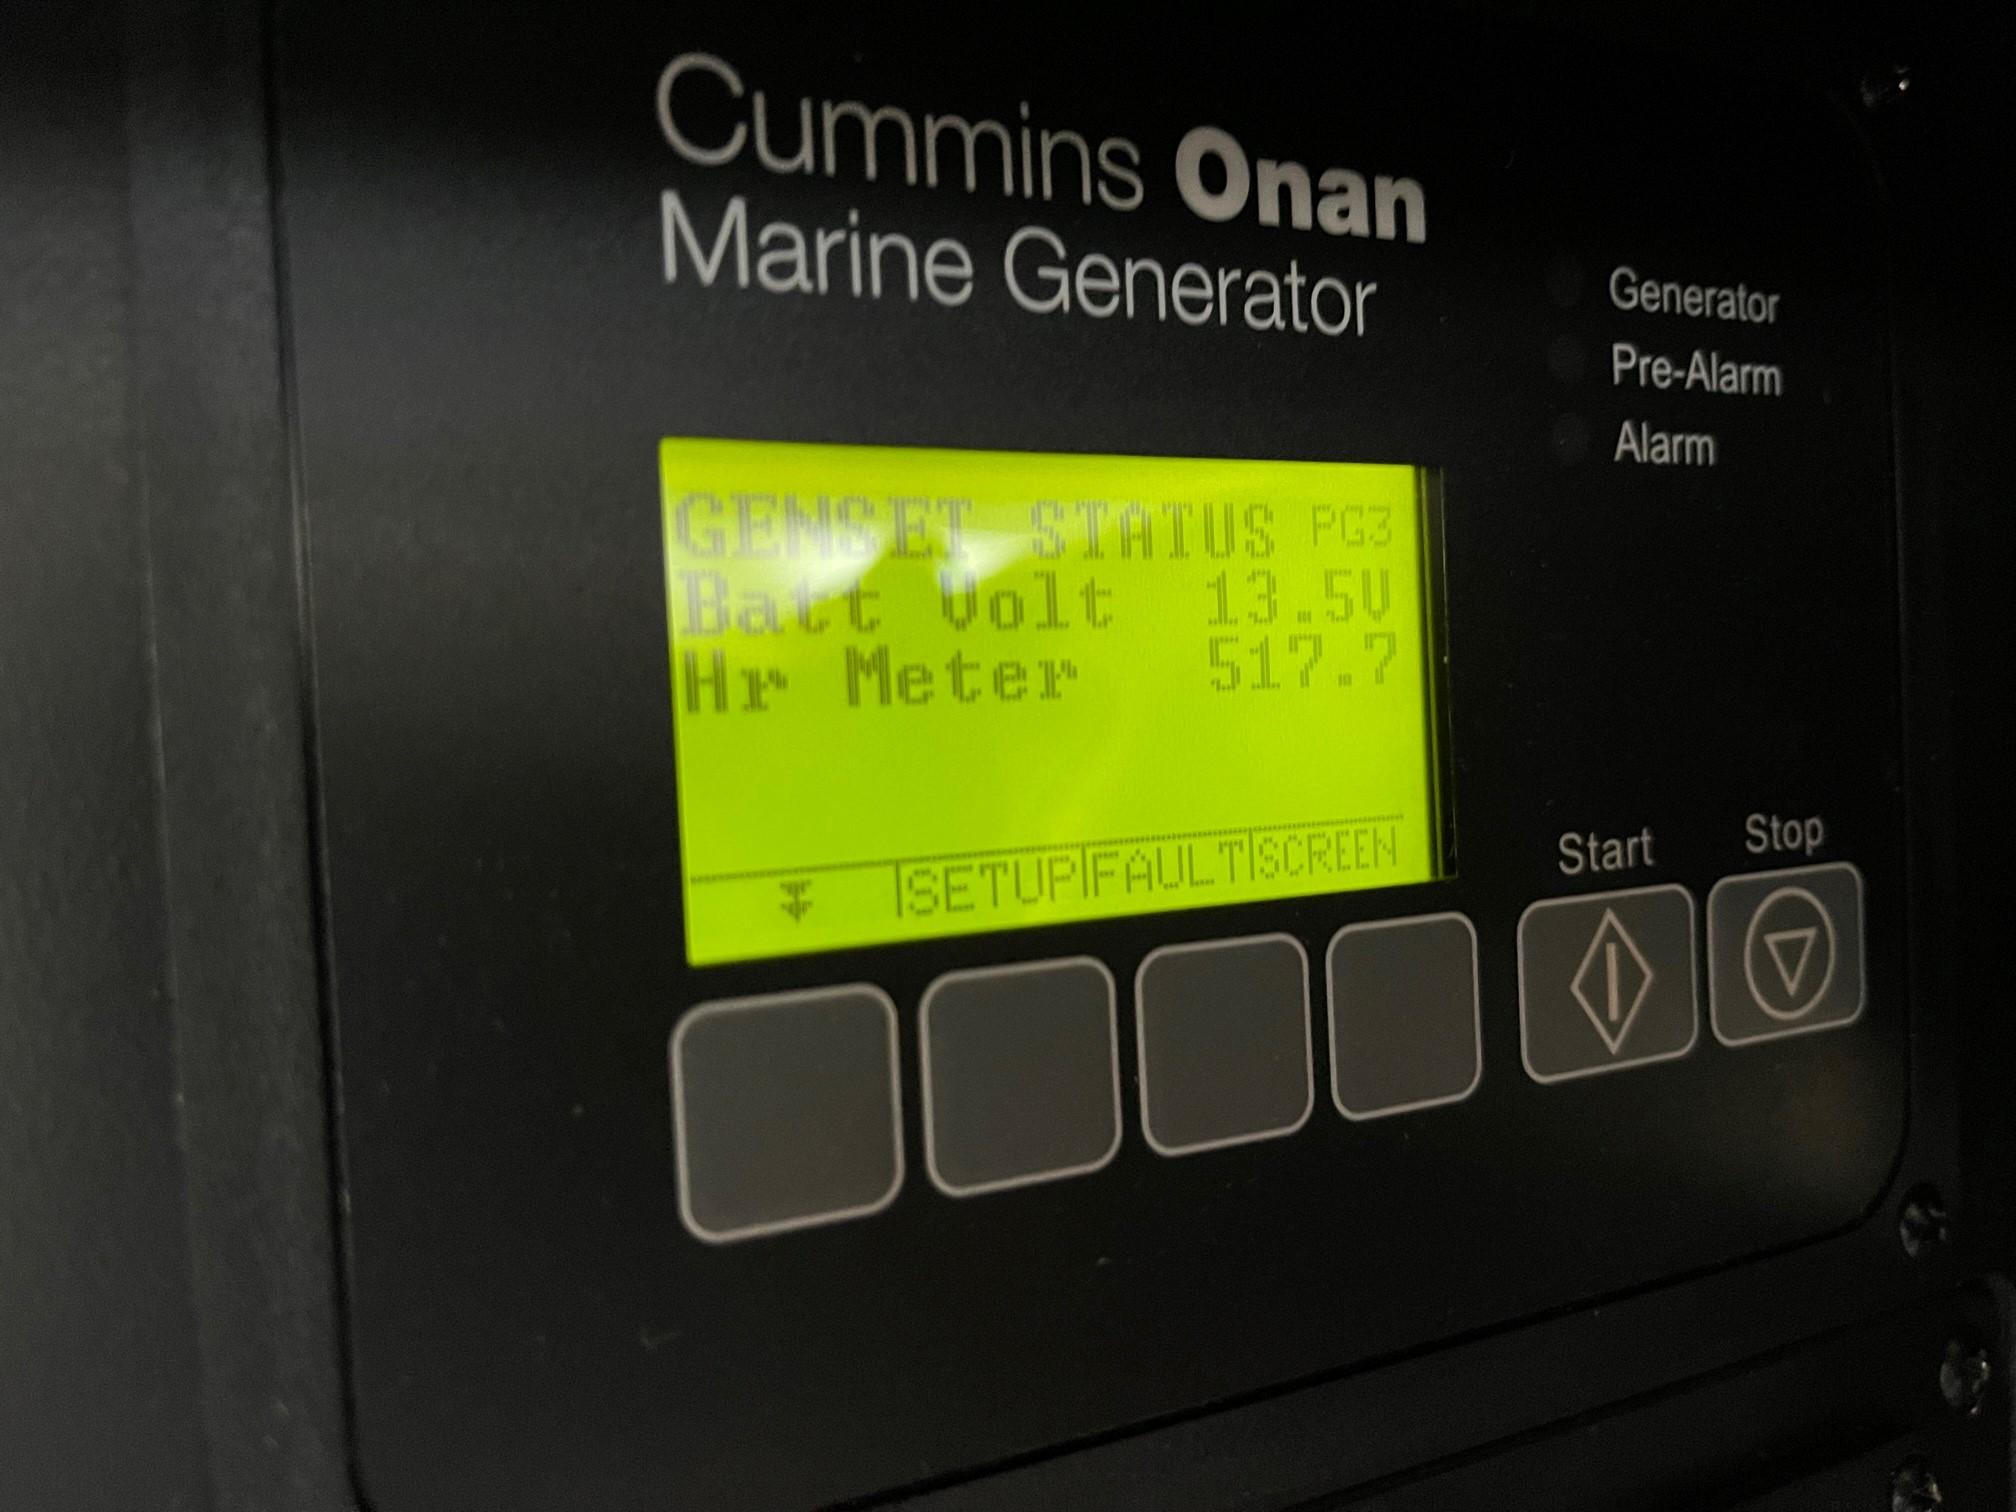 Cummins Onan
Marine Generator
Generator
Pre-Alarm
Alarm
GENSET STATUS PG3
Batt Volt 13.5V
Hr Meter 517.7
SETUP FAULT SCREEN
Start
Stop